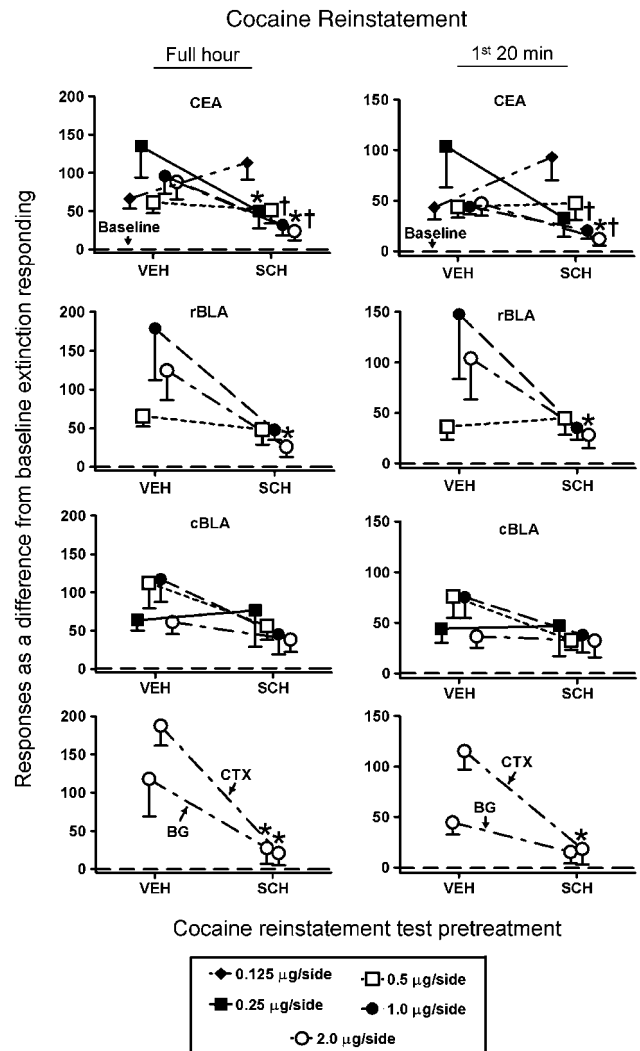 Cocaine Reinstatement
Full hour
1st 20 min
Responses as a difference from baseline extinction responding
CEA
200
150
100
50
0
Baseline
* † * †
VEH SCH
CEA
150
100
50
0
Baseline
† * †
VEH SCH
rBLA
200
150
100
50
0
*
VEH SCH
rBLA
150
100
50
0
*
VEH SCH
cBLA
200
150
100
50
0
VEH SCH
cBLA
150
100
50
0
VEH SCH
200
150
100
50
0
CTX
BG
* *
VEH SCH
150
100
50
0
CTX
BG
*
VEH SCH
Cocaine reinstatement test pretreatment
0.125 μg/side
0.5 μg/side
0.25 μg/side
1.0 μg/side
2.0 μg/side